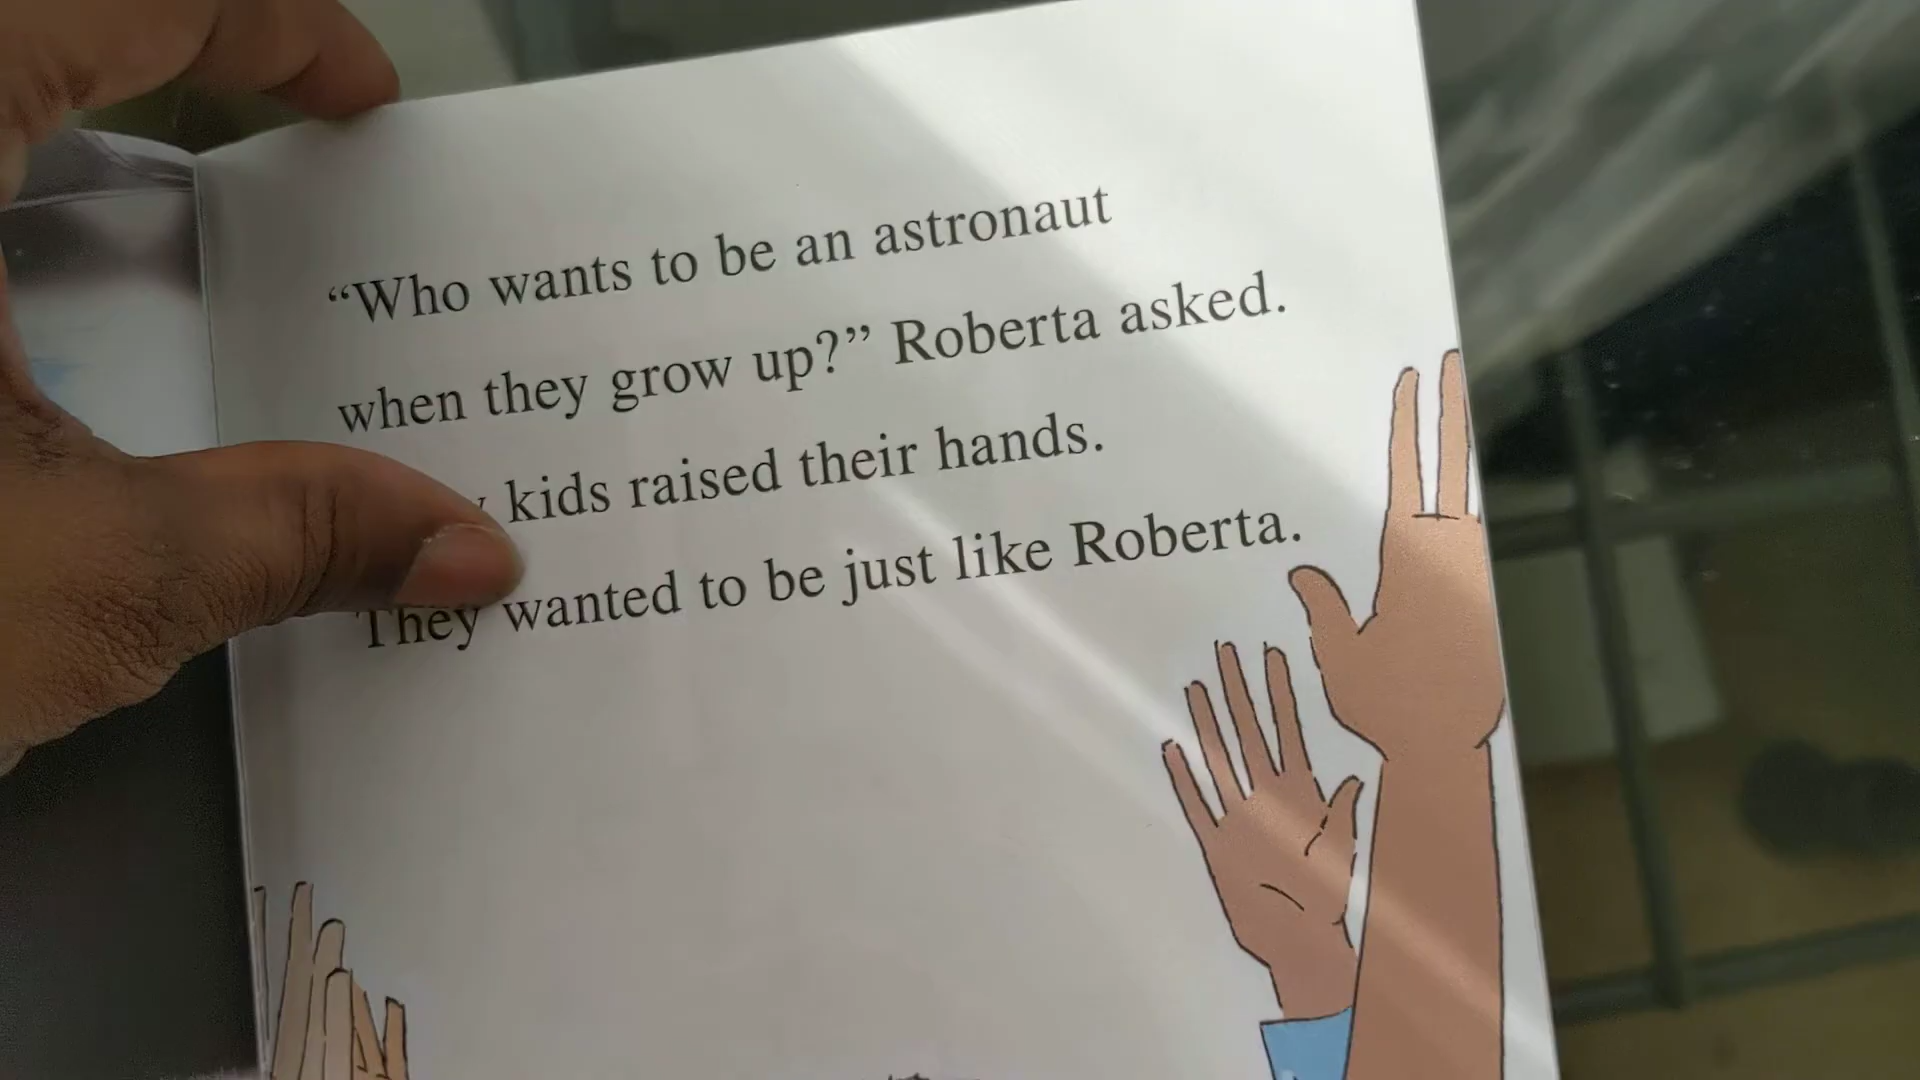 “Who wants to be an astronaut
when they grow up?” Roberta asked.
kids raised their hands.
They wanted to be just like Roberta.